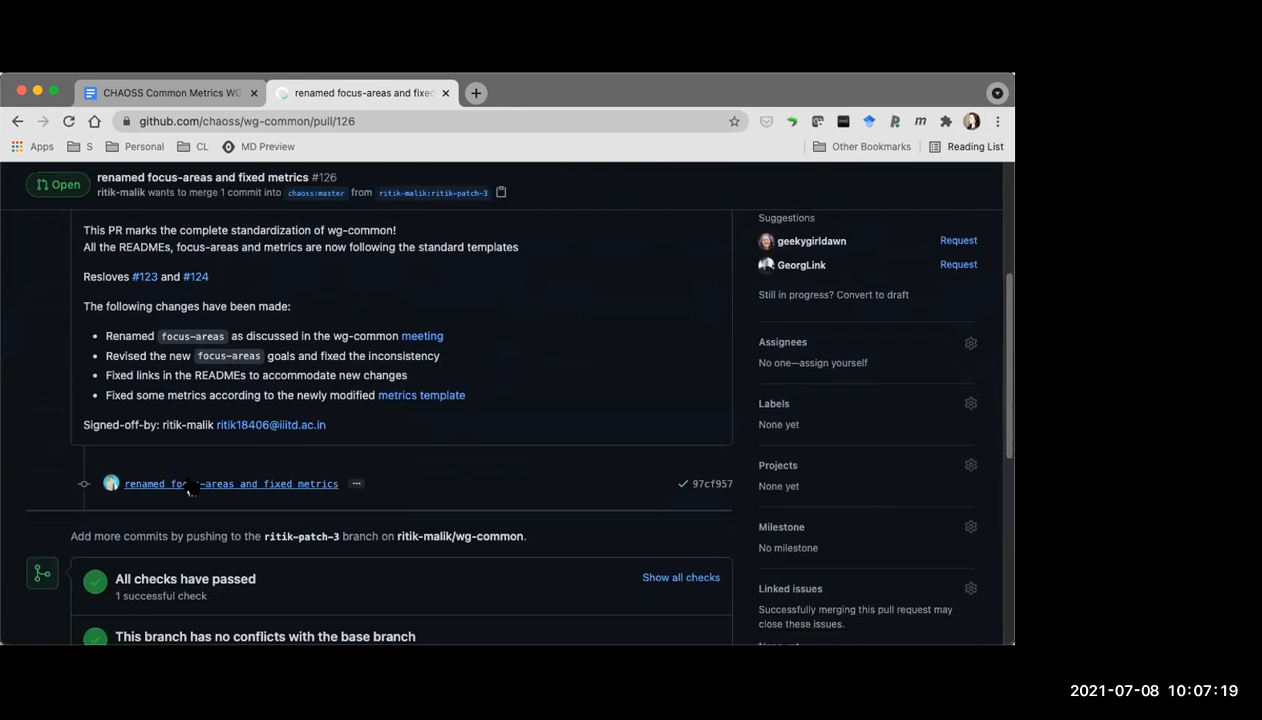 CHAOSS Common Metrics WG
renamed focus-areas and fixed
github.com/chaoss/wg-common/pull/126
Apps S Personal CL MD Preview Other Bookmarks Reading List
Open
renamed focus-areas and fixed metrics #126
ritik-malik wants to merge 1 commit into chaoss:master from ritik-malik:ritik-patch-3
This PR marks the complete standardization of wg-common!
All the READMEs, focus-areas and metrics are now following the standard templates
Resloves #123 and #124
The following changes have been made:
• Renamed focus-areas as discussed in the wg-common meeting
• Revised the new focus-areas goals and fixed the inconsistency
• Fixed links in the READMEs to accommodate new changes
• Fixed some metrics according to the newly modified metrics template
Signed-off-by: ritik-malik ritik18406@iiitd.ac.in
renamed focus-areas and fixed metrics ... 97cf957
Add more commits by pushing to the ritik-patch-3 branch on ritik-malik/wg-common.
All checks have passed
1 successful check
Show all checks
This branch has no conflicts with the base branch
Suggestions
geekygirldawn Request
GeorgLink Request
Still in progress? Convert to draft
Assignees
No one—assign yourself
Labels
None yet
Projects
None yet
Milestone
No milestone
Linked issues
Successfully merging this pull request may
close these issues.
2021-07-08 10:07:19